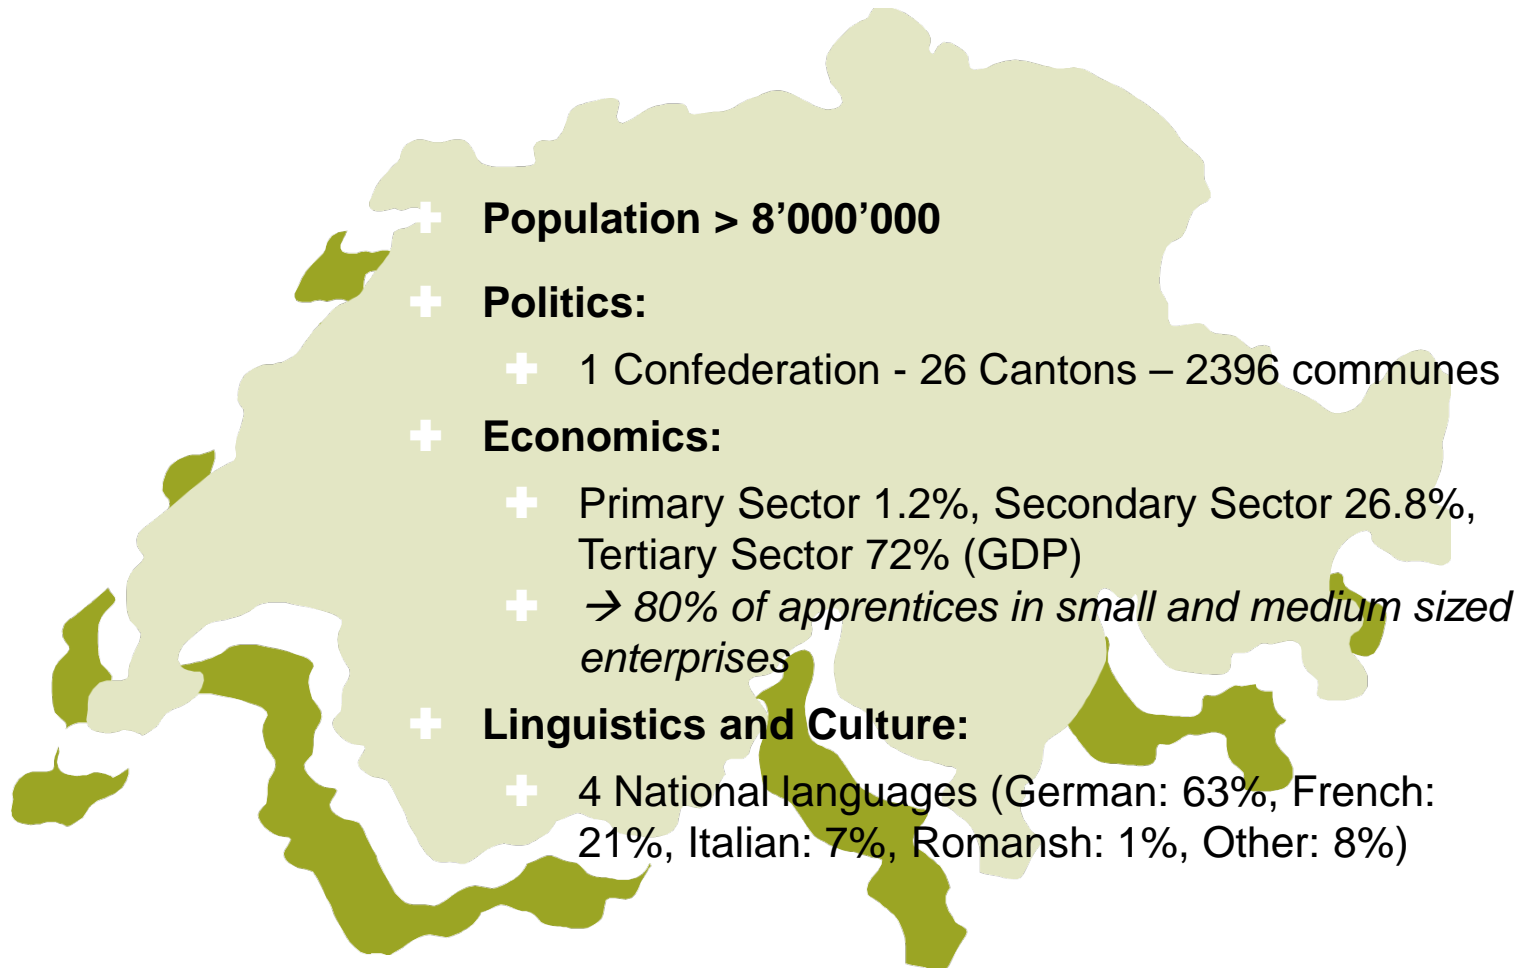 Population > 8’000’000
Politics:
1 Confederation - 26 Cantons – 2396 communes
Economics:
Primary Sector 1.2%, Secondary Sector 26.8%,
Tertiary Sector 72% (GDP)
→ 80% of apprentices in small and medium sized
enterprises
Linguistics and Culture:
4 National languages (German: 63%, French:
21%, Italian: 7%, Romansh: 1%, Other: 8%)